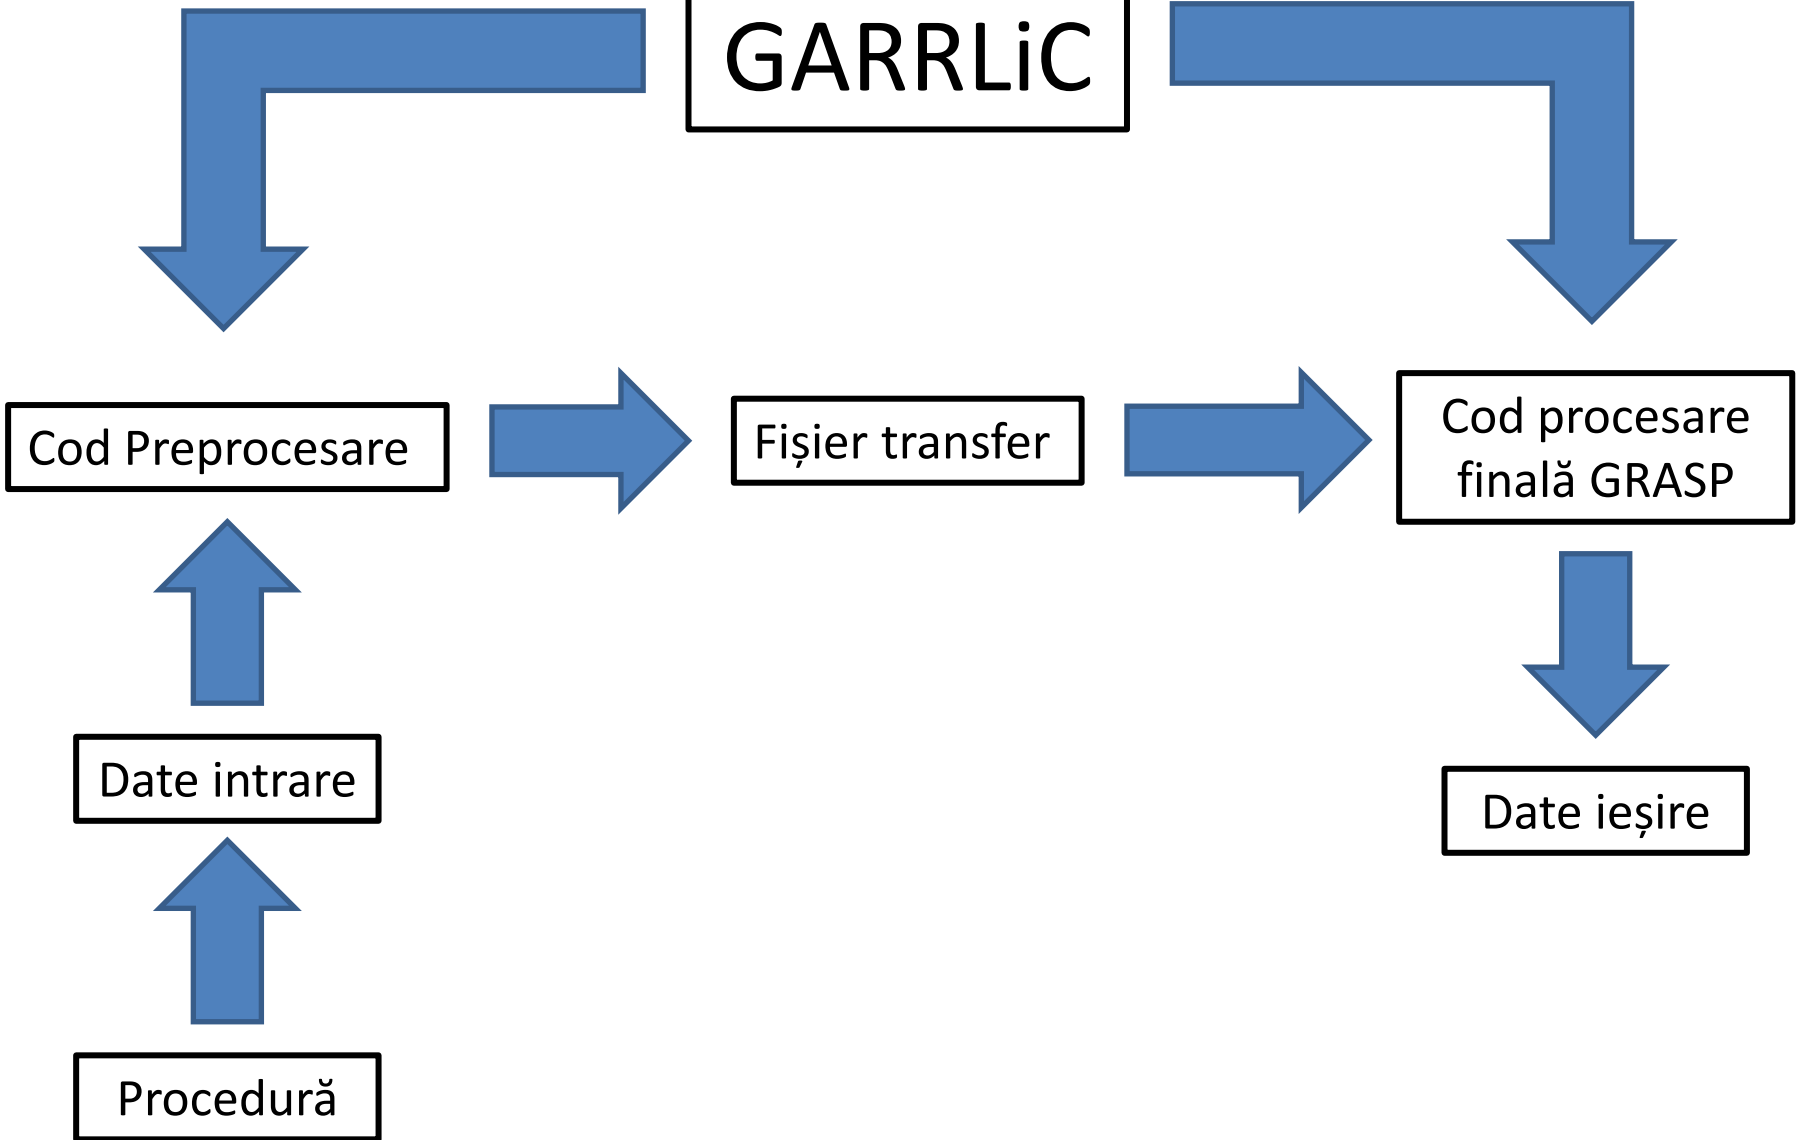 GARRLiC
Cod Preprocesare
Fișier transfer
Cod procesare
finală GRASP
Date intrare
Date ieșire
Procedură